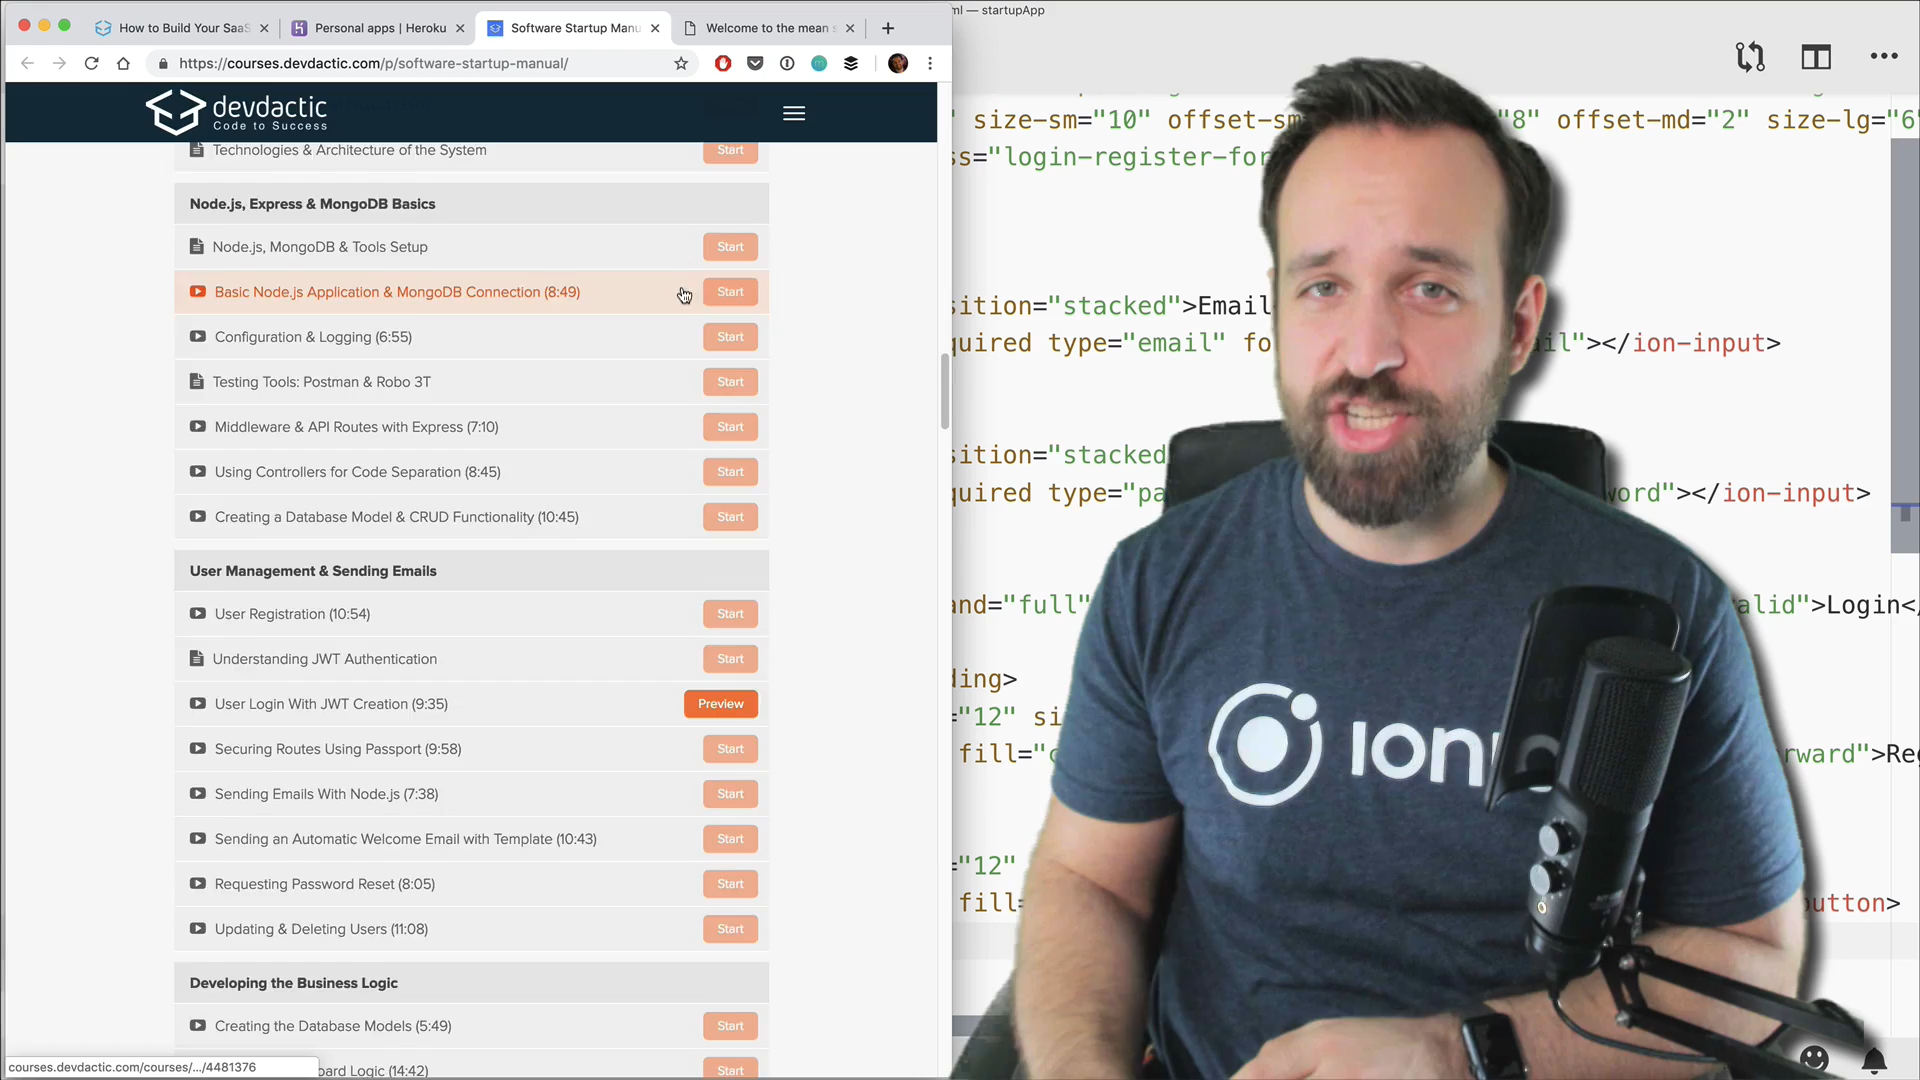 How to Build Your SaaS
Personal apps | Heroku
Software Startup Manu
Welcome to the mean s
ml — startupApp
https://courses.devdactic.com/p/software-startup-manual/
devdactic
Code to Success
Technologies & Architecture of the System
Start
Node.js, Express & MongoDB Basics
Node.js, MongoDB & Tools Setup
Start
Basic Node.js Application & MongoDB Connection (8:49)
Start
Configuration & Logging (6:55)
Start
Testing Tools: Postman & Robo 3T
Start
Middleware & API Routes with Express (7:10)
Start
Using Controllers for Code Separation (8:45)
Start
Creating a Database Model & CRUD Functionality (10:45)
Start
User Management & Sending Emails
User Registration (10:54)
Start
Understanding JWT Authentication
Start
User Login With JWT Creation (9:35)
Preview
Securing Routes Using Passport (9:58)
Start
Sending Emails With Node.js (7:38)
Start
Sending an Automatic Welcome Email with Template (10:43)
Start
Requesting Password Reset (8:05)
Start
Updating & Deleting Users (11:08)
Start
Developing the Business Logic
Creating the Database Models (5:49)
Start
oard Logic (14:42)
Start
courses.devdactic.com/courses/.../4481376
" size-sm="10" offset-sm "8" offset-md="2" size-lg="6"
ss="login-register-for
sition="stacked">Email
quired type="email" fo ail"></ion-input>
sition="stacked
quired type="pa word"></ion-input>
and="full" valid">Login</
ding>
="12" si
fill="c rward">Reg
="12"
fill= button>
ION